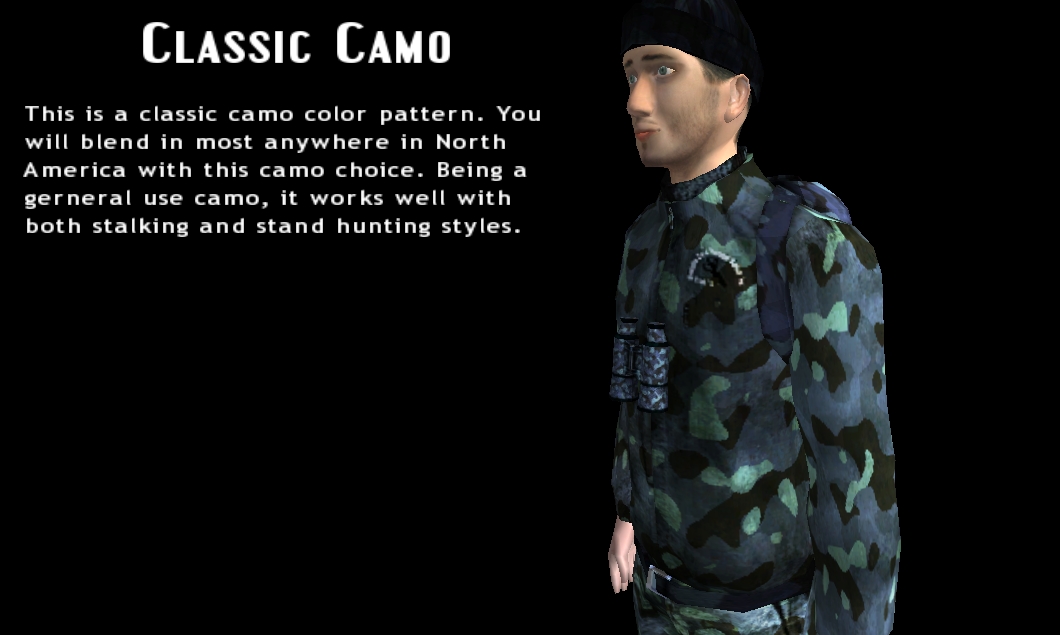 Classic Camo
This is a classic camo color pattern. You
will blend in most anywhere in North
America with this camo choice. Being a
gerneral use camo, it works well with
both stalking and stand hunting styles.